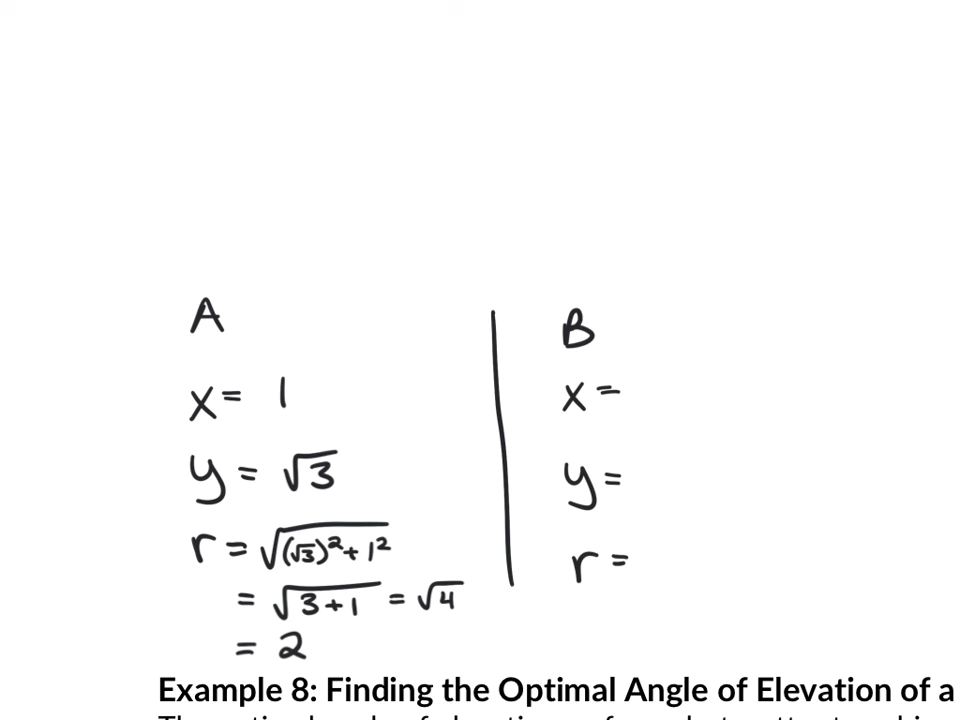 A
x = 1
y = √3
r = √((√3)² + 1²)
= √(3+1) = √4
= 2
B
x =
y =
r =
Example 8: Finding the Optimal Angle of Elevation of a